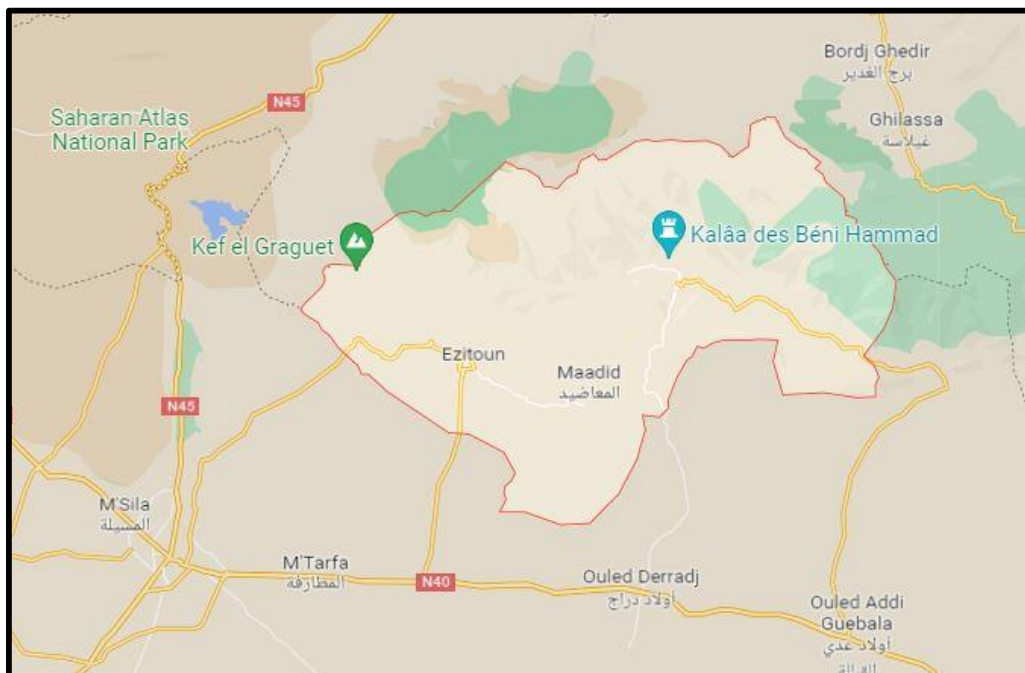 Bordj Ghedir
برج الغدير
N45
Saharan Atlas
National Park
Ghilassa
غيلاسة
Kef el Graguet
Kalâa des Béni Hammad
Ezitoun
Maadid
المعاضيد
N45
M'Sila
المسيلة
M'Tarfa
المطارفة
N40
Ouled Derradj
أولاد دراج
Ouled Addi
Guebala
أولاد عدي